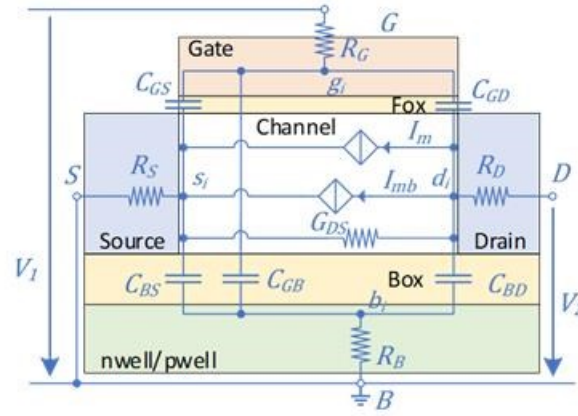 G
Gate
R_G
C_GS
g_i
C_GD
Fox
Channel
I_m
S
R_S
s_i
I_mb
d_i
R_D
D
G_DS
Source
Drain
V_1
C_BS
C_GB
Box
C_BD
b_i
nwell/pwell
R_B
B